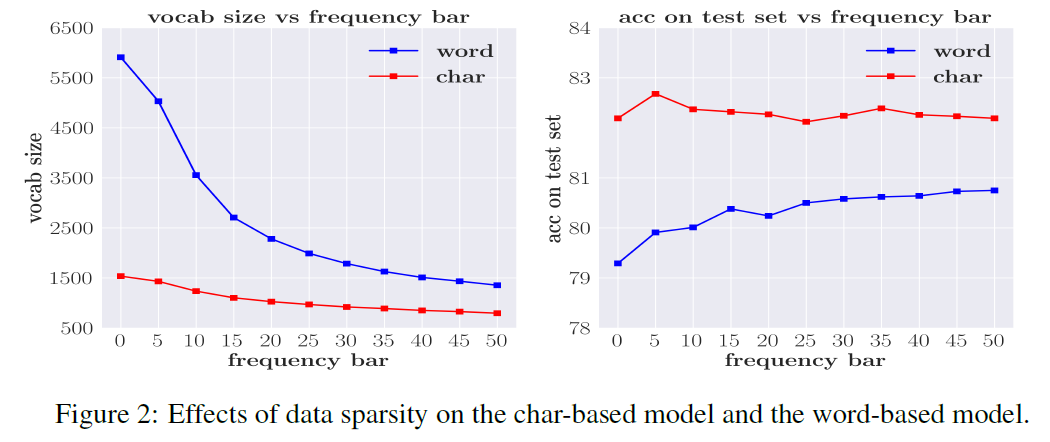 vocab size vs frequency bar
6500
5500
4500
3500
2500
1500
500
vocab size
word
char
0 5 10 15 20 25 30 35 40 45 50
frequency bar
acc on test set vs frequency bar
84
83
81
80
79
78
acc on test set
word
char
0 5 10 15 20 25 30 35 40 45 50
frequency bar
Figure 2: Effects of data sparsity on the char-based model and the word-based model.